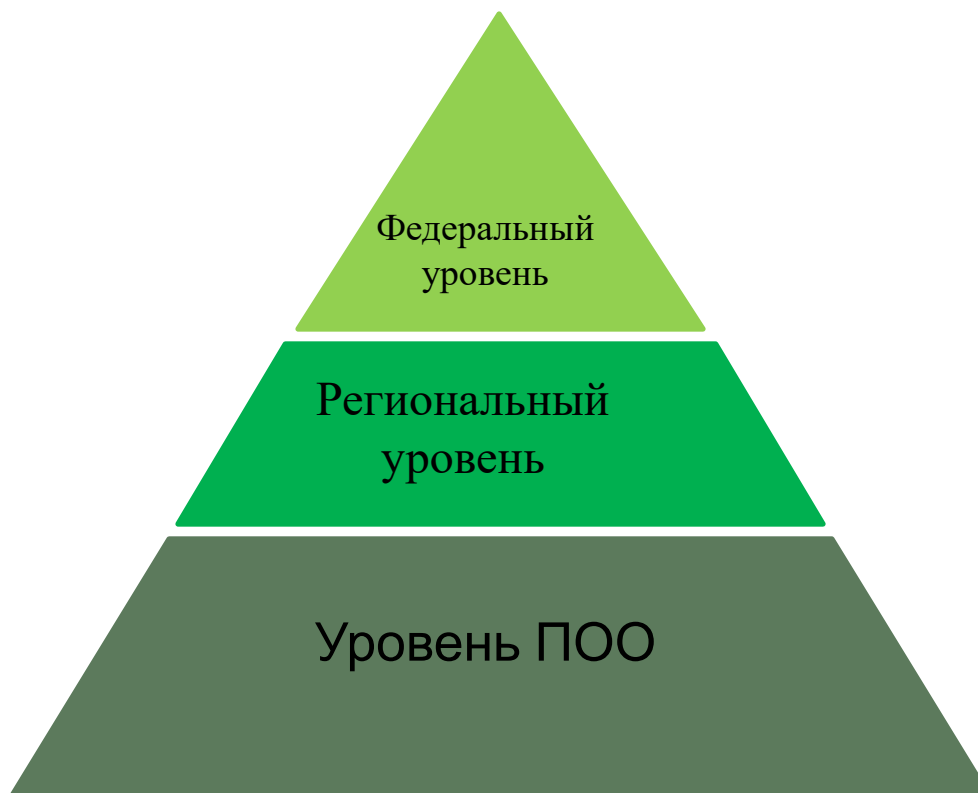 Федеральный
уровень
Региональный
уровень
Уровень ПОО